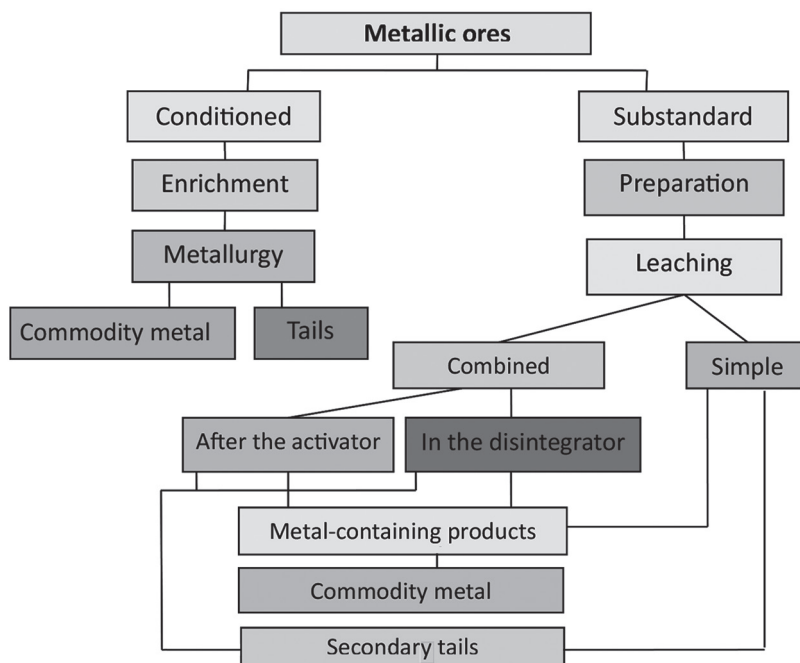 Metallic ores
Conditioned
Substandard
Enrichment
Preparation
Metallurgy
Leaching
Commodity metal
Tails
Combined
Simple
After the activator
In the disintegrator
Metal-containing products
Commodity metal
Secondary tails